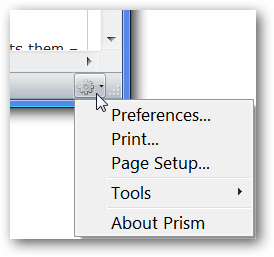 ts them –
Preferences...
Print...
Page Setup...
Tools
About Prism